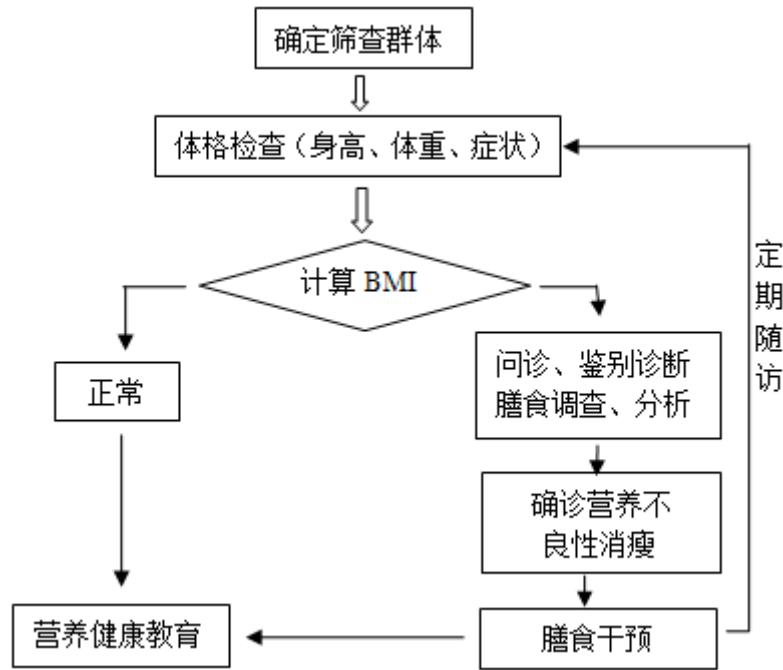 确定筛查群体
体格检查（身高、体重、症状）
计算 BMI
正常
问诊、鉴别诊断
膳食调查、分析
确诊营养不
良性消瘦
膳食干预
营养健康教育
定
期
随
访